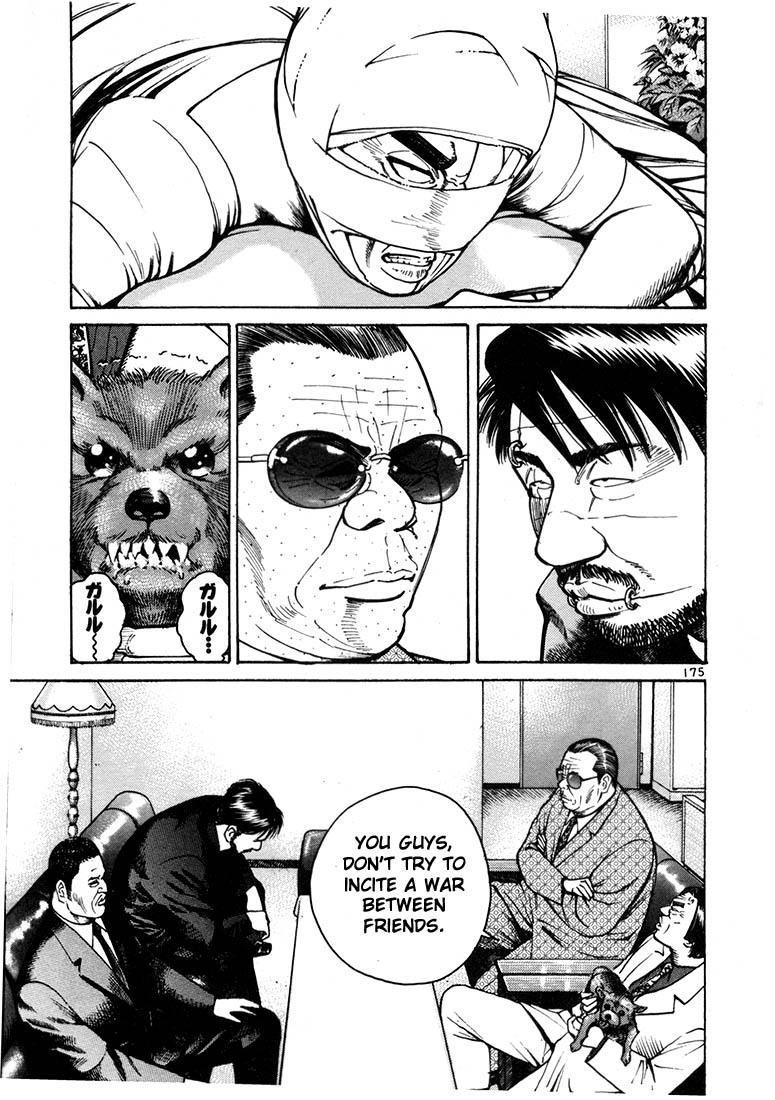 ガルル…
ガルル〜
175
YOU GUYS,
DON'T TRY TO
INCITE A WAR
BETWEEN
FRIENDS.